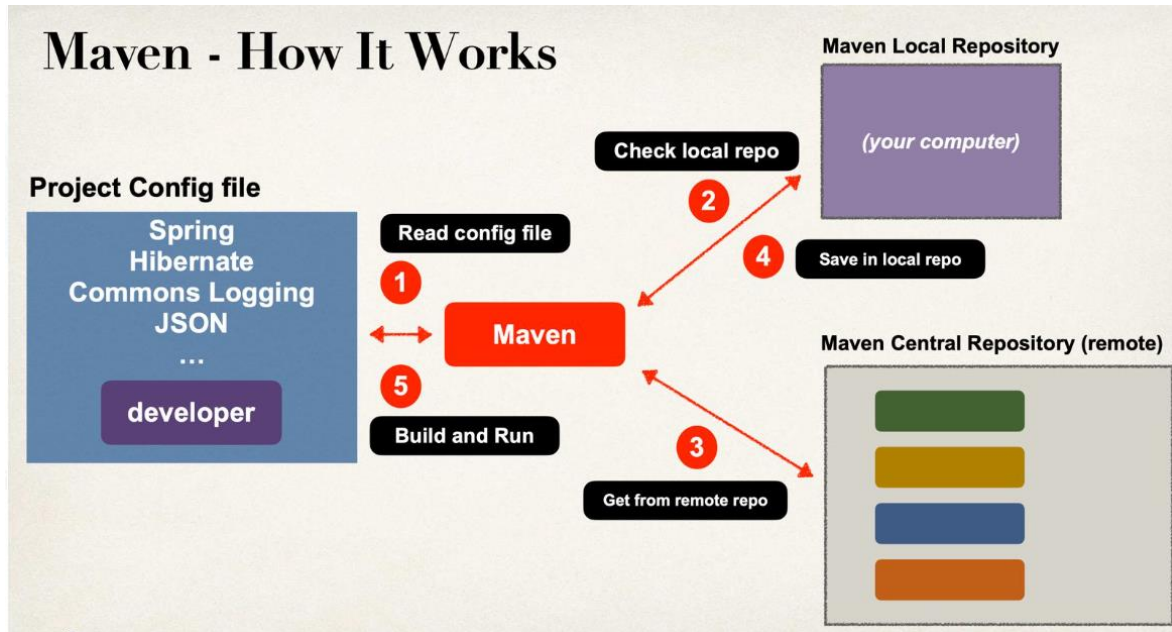 Maven - How It Works
Maven Local Repository
(your computer)
Check local repo
2
Project Config file
Spring
Hibernate
Commons Logging
JSON
...
developer
Read config file
1
4
Save in local repo
Maven
Maven Central Repository (remote)
5
Build and Run
3
Get from remote repo